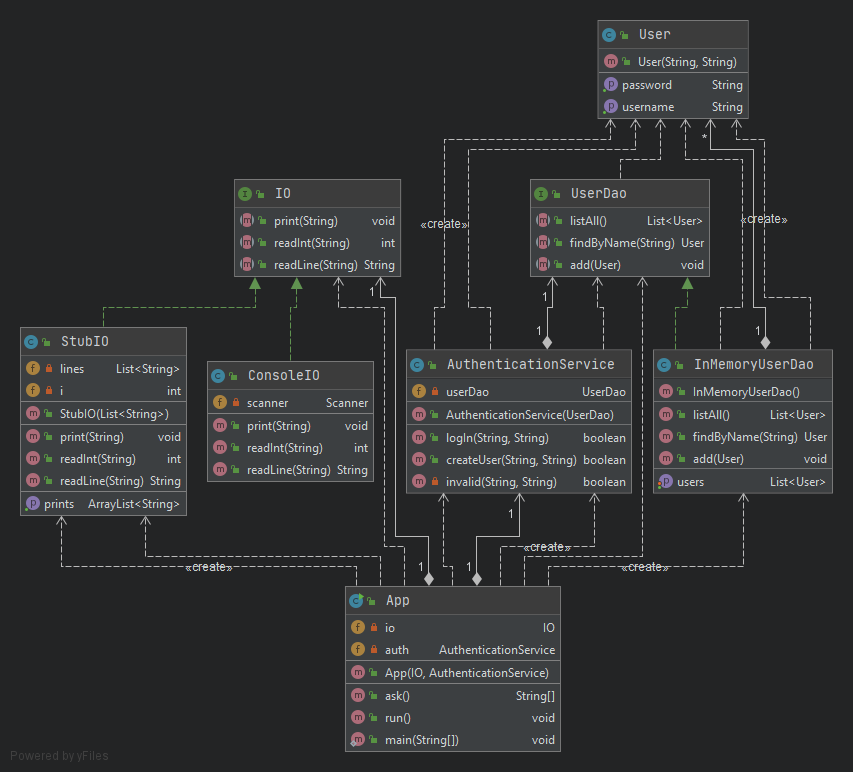 User
User(String, String)
password String
username String
*
IO
print(String) void
readInt(String) int
readLine(String) String
UserDao
listAll() List<User>
findByName(String) User
add(User) void
«create»
«create»
1
1
StubIO
lines List<String>
i int
StubIO(List<String>)
print(String) void
readInt(String) int
readLine(String) String
prints ArrayList<String>
ConsoleIO
scanner Scanner
print(String) void
readInt(String) int
readLine(String) String
1
1
AuthenticationService
userDao UserDao
AuthenticationService(UserDao)
logIn(String, String) boolean
createUser(String, String) boolean
invalid(String, String) boolean
InMemoryUserDao
InMemoryUserDao()
listAll() List<User>
findByName(String) User
add(User) void
users List<User>
1
«create»
«create»
«create»
1
1
App
io IO
auth AuthenticationService
App(IO, AuthenticationService)
ask() String[]
run() void
main(String[]) void
Powered by yFiles